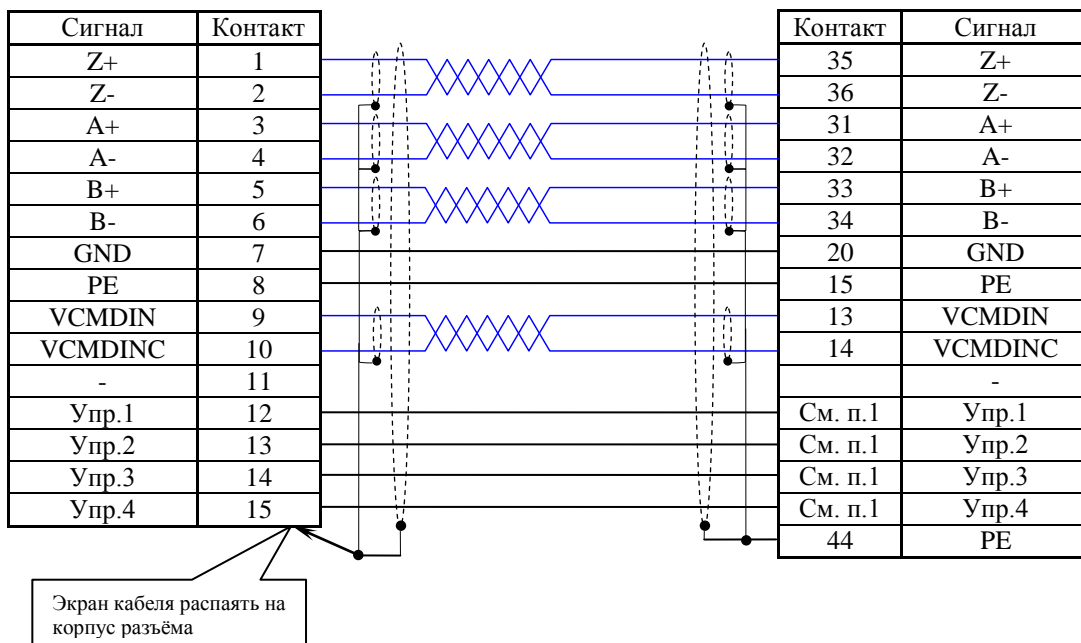 Сигнал Контакт Контакт Сигнал
Z+ 1 35 Z+
Z- 2 36 Z-
A+ 3 31 A+
A- 4 32 A-
B+ 5 33 B+
B- 6 34 B-
GND 7 20 GND
PE 8 15 PE
VCMDIN 9 13 VCMDIN
VCMDINC 10 14 VCMDINC
- 11 -
Упр.1 12 См. п.1 Упр.1
Упр.2 13 См. п.1 Упр.2
Упр.3 14 См. п.1 Упр.3
Упр.4 15 См. п.1 Упр.4
44 PE
Экран кабеля распаять на
корпус разъёма